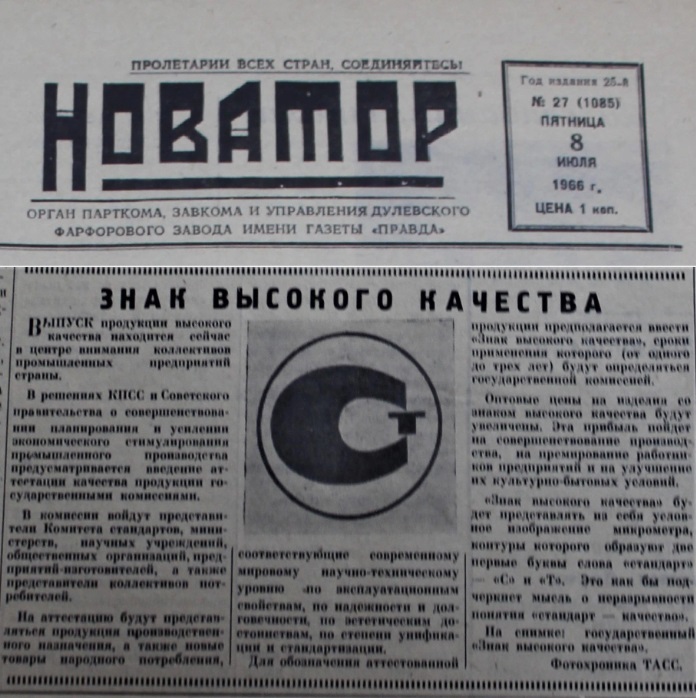 ПРОЛЕТАРИИ ВСЕХ СТРАН, СОЕДИНЯЙТЕСЬ!
НОВАТОР
ОРГАН ПАРТКОМА, ЗАВКОМА И УПРАВЛЕНИЯ ДУЛЕВСКОГО
ФАРФОРОВОГО ЗАВОДА ИМЕНИ ГАЗЕТЫ «ПРАВДА»
Год издания 25-й
№ 27 (1085)
ПЯТНИЦА
8
ИЮЛЯ
1966 г.
ЦЕНА 1 коп.
ЗНАК ВЫСОКОГО КАЧЕСТВА
ВЫПУСК продукции высокого
качества находится сейчас
в центре внимания коллективов
промышленных предприятий
страны.
В решениях КПСС и Советского
правительства о совершенствова-
нии планирования и усилении
экономического стимулирования
промышленного производства
предусматривается введение ат-
тестации качества продукции го-
сударственными комиссиями.
В комиссии войдут представи-
тели Комитета стандартов, мини-
стерств, научных учреждений,
общественных организаций, пред-
приятий-изготовителей, а также
представители коллективов пот-
ребителей.
На аттестацию будут представ-
ляться продукция производствен-
ного назначения, а также новые
товары народного потребления,
Ст
соответствующие современному
мировому научно-техническому
уровню по эксплуатационным
свойствам, по надежности и дол-
говечности, по эстетическим до-
стоинствам, по степени унифика-
ции и стандартизации.
Для обозначения аттестованной
продукции предполагается ввести
«Знак высокого качества», сроки
применения которого (от одного
до трех лет) будут определяться
государственной комиссией.
Оптовые цены на изделия со
знаком высокого качества будут
увеличены. Эта прибыль пойдет
на совершенствование производ-
ства, на премирование работни-
ков предприятий и на улучшение
их культурно-бытовых условий.
«Знак высокого качества» бу-
дет представлять из себя услов-
ное изображение микрометра,
контуры которого образуют две
первые буквы слова «стандарт»
— «С» и «Т». Это как бы под-
черкнет мысль о неразрывности
понятия «стандарт — качество».
На снимке: государственный
«Знак высокого качества».
Фотохроника ТАСС.